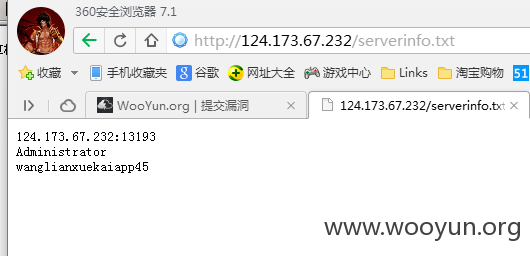 360安全浏览器 7.1
http://124.173.67.232/serverinfo.txt
收藏 手机收藏夹 谷歌 网址大全 游戏中心 Links 淘宝购物 51
WooYun.org | 提交漏洞 124.173.67.232/serverinfo.txt
124.173.67.232:13193
Administrator
wanglianxuekaiapp45
www.wooyun.org